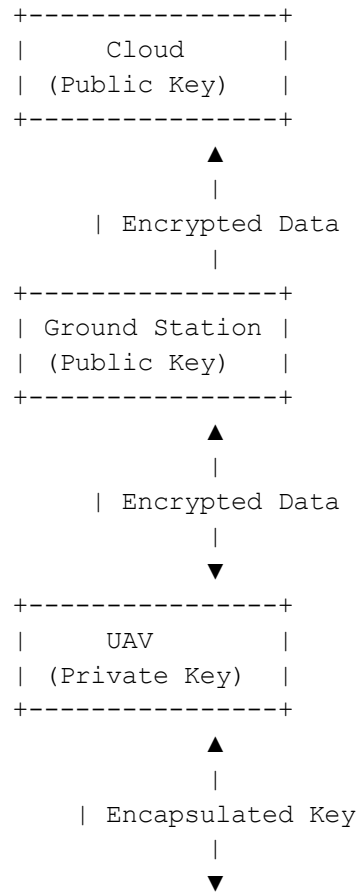 +----------------+
|      Cloud      |
|  (Public Key)   |
+----------------+
▲
|
| Encrypted Data
|
+----------------+
| Ground Station |
|  (Public Key)   |
+----------------+
▲
|
| Encrypted Data
|
▼
+----------------+
|      UAV        |
| (Private Key)  |
+----------------+
▲
|
| Encapsulated Key
|
▼